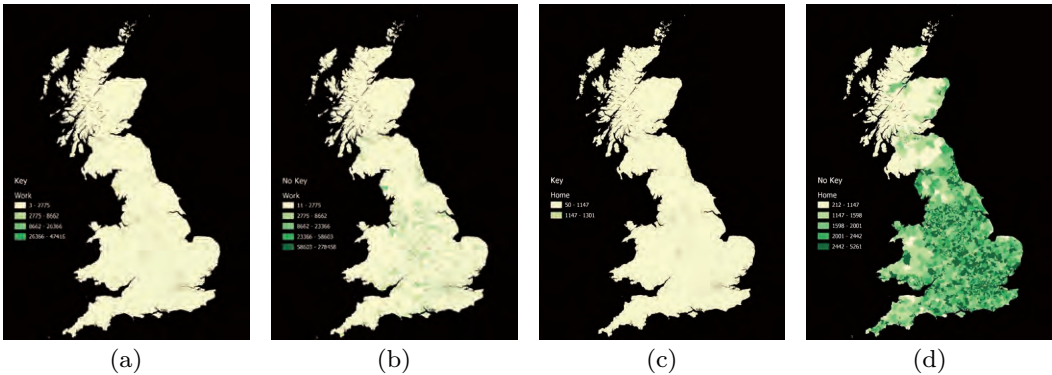 Key
Work
3 - 2775
2775 - 8662
8662 - 26366
26366 - 47416
(a)
No Key
Work
11 - 2775
2775 - 8662
8662 - 23366
23366 - 58603
58603 - 270458
(b)
Key
Home
50 - 1147
1147 - 1301
(c)
No Key
Home
212 - 1147
1147 - 1598
1598 - 2001
2001 - 2442
2442 - 5261
(d)